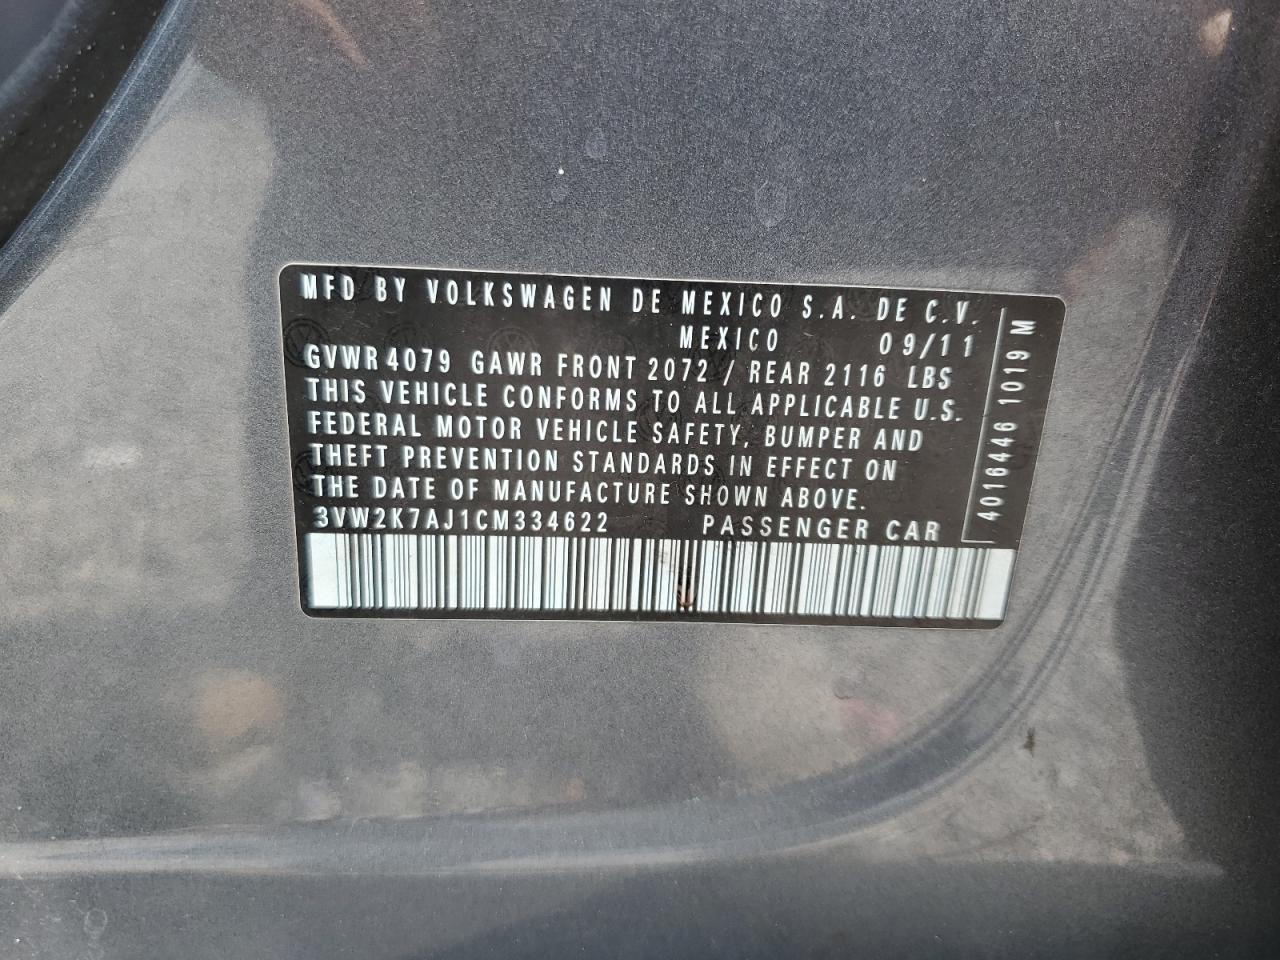 MFD BY VOLKSWAGEN DE MEXICO S.A. DE C.V.
MEXICO 09/11
GVWR 4079 GAWR FRONT 2072 / REAR 2116 LBS
THIS VEHICLE CONFORMS TO ALL APPLICABLE U.S.
FEDERAL MOTOR VEHICLE SAFETY, BUMPER AND
THEFT PREVENTION STANDARDS IN EFFECT ON
THE DATE OF MANUFACTURE SHOWN ABOVE.
3VW2K7AJ1CM334622 PASSENGER CAR
4016446 1019 M